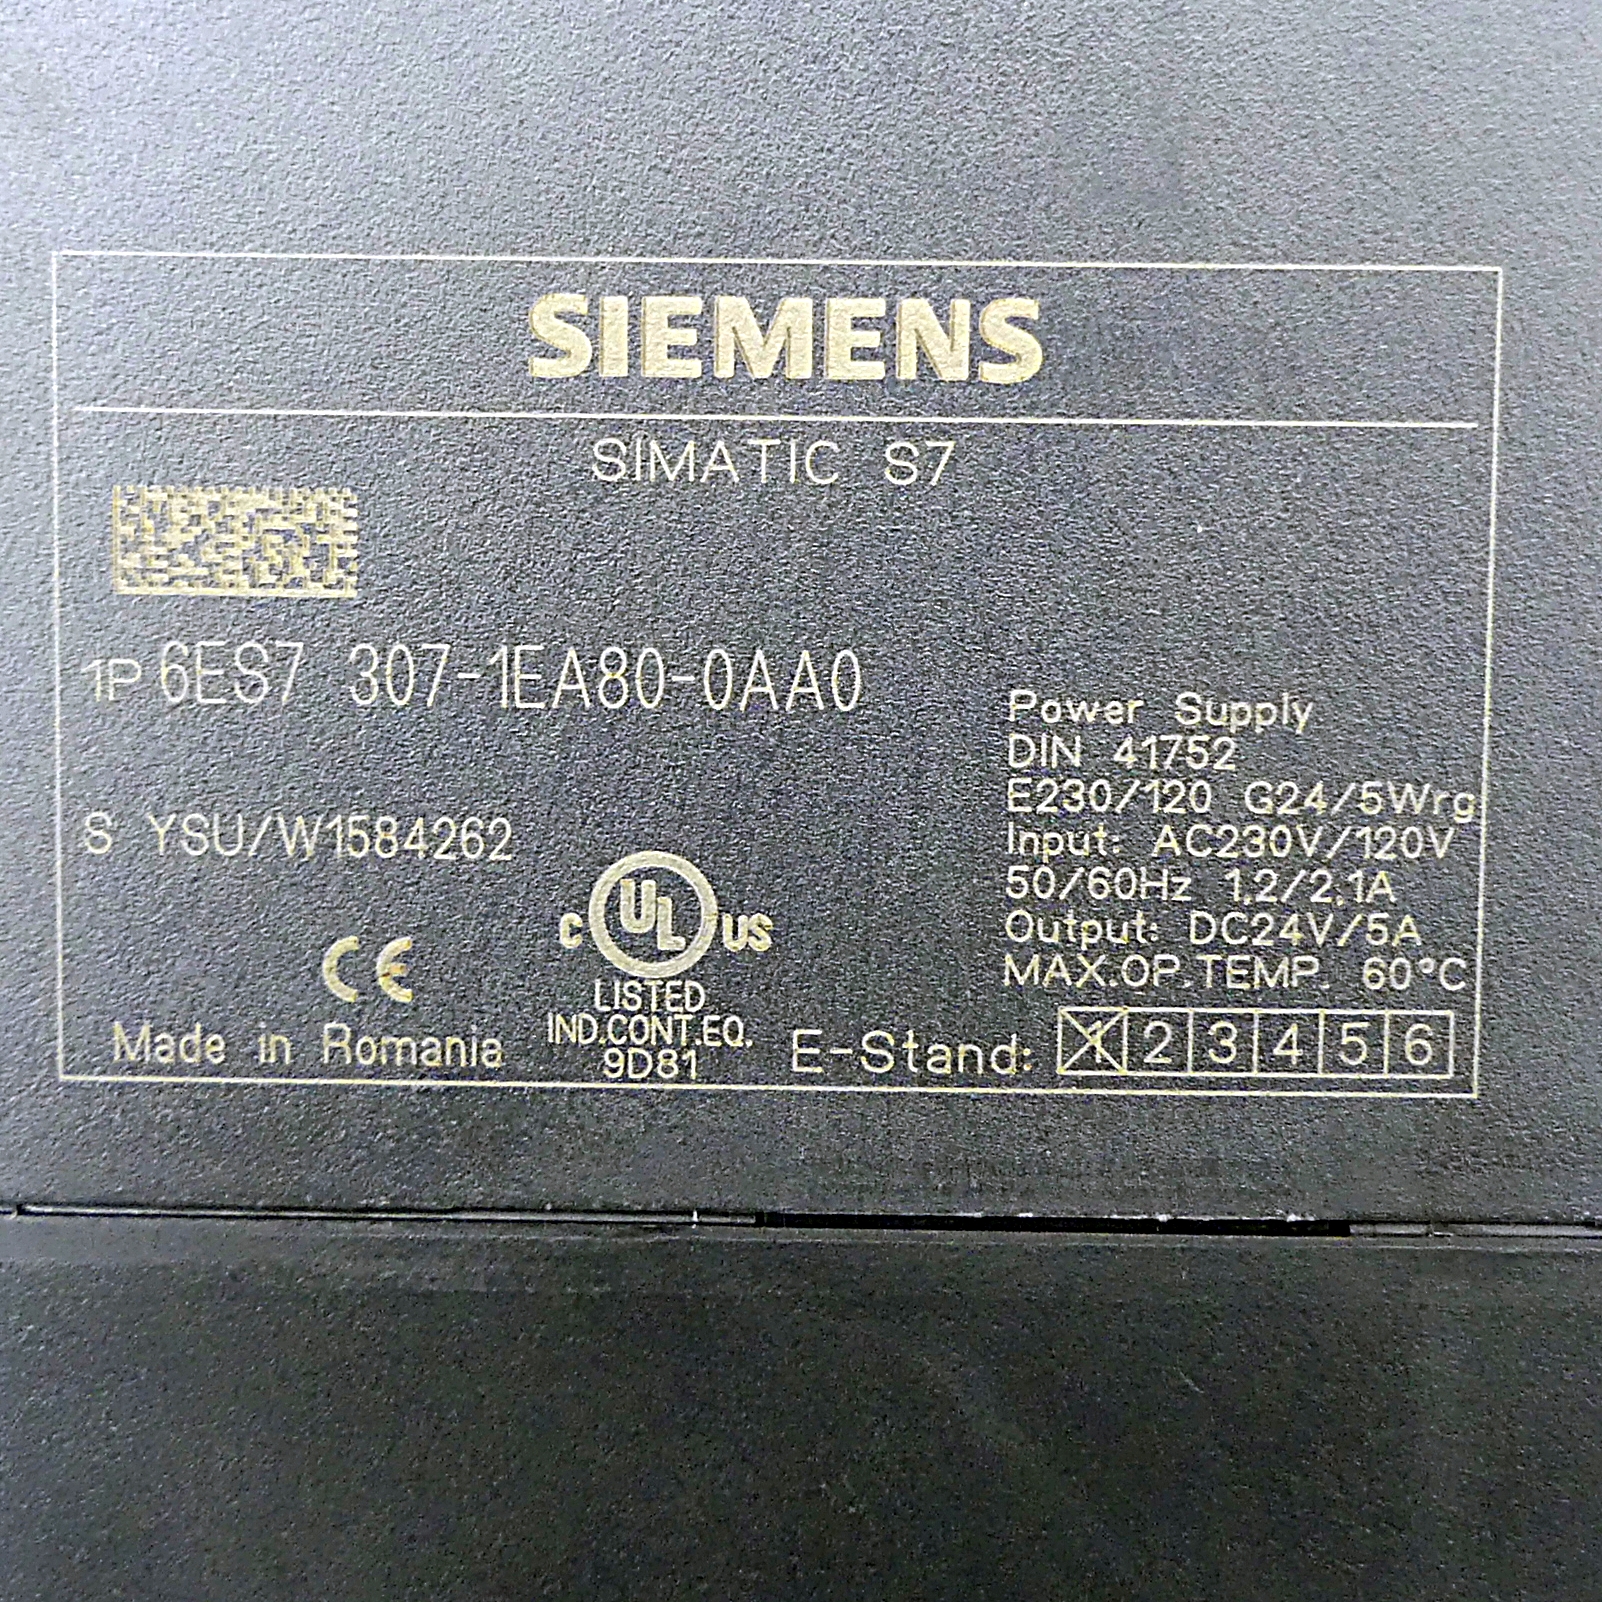 SIEMENS
SIMATIC S7
1P 6ES7 307-1EA80-0AA0
S YSU/W1584262
Power Supply
DIN 41752
E230/120 G24/5Wrg
Input: AC230V/120V
50/60Hz 1,2/2,1A
Output: DC24V/5A
MAX.OP.TEMP. 60°C
CE
C UL US
LISTED
IND.CONT.EQ.
9D81
Made in Romania
E-Stand: 1 2 3 4 5 6